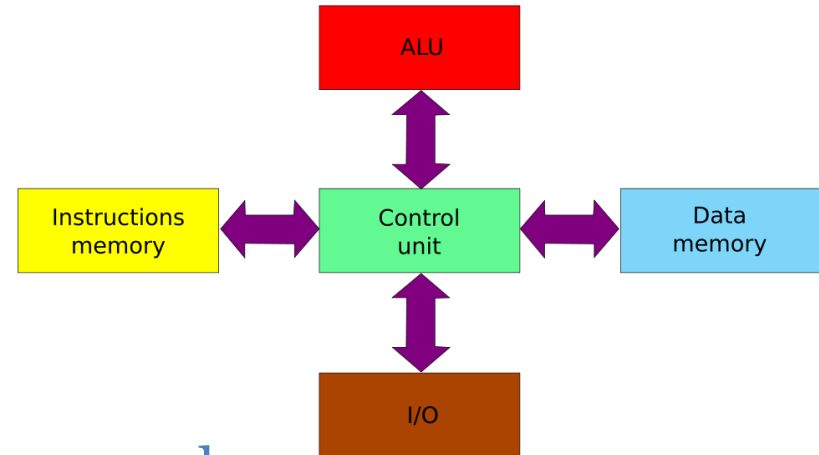 ALU
Instructions
memory
Control
unit
Data
memory
I/O